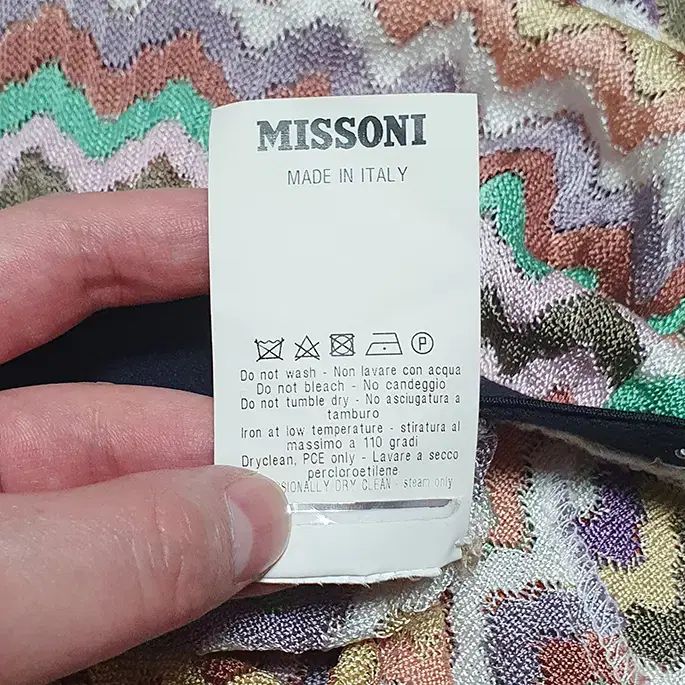 MISSONI
MADE IN ITALY
P
Do not wash - Non lavare con acqua
Do not bleach - No candeggio
Do not tumble dry - No asciugatura a
tamburo
Iron at low temperature - stiratura al
massimo a 110 gradi
Dryclean, PCE only - Lavare a secco
percloroetilene
DRY CLEAN - steam only